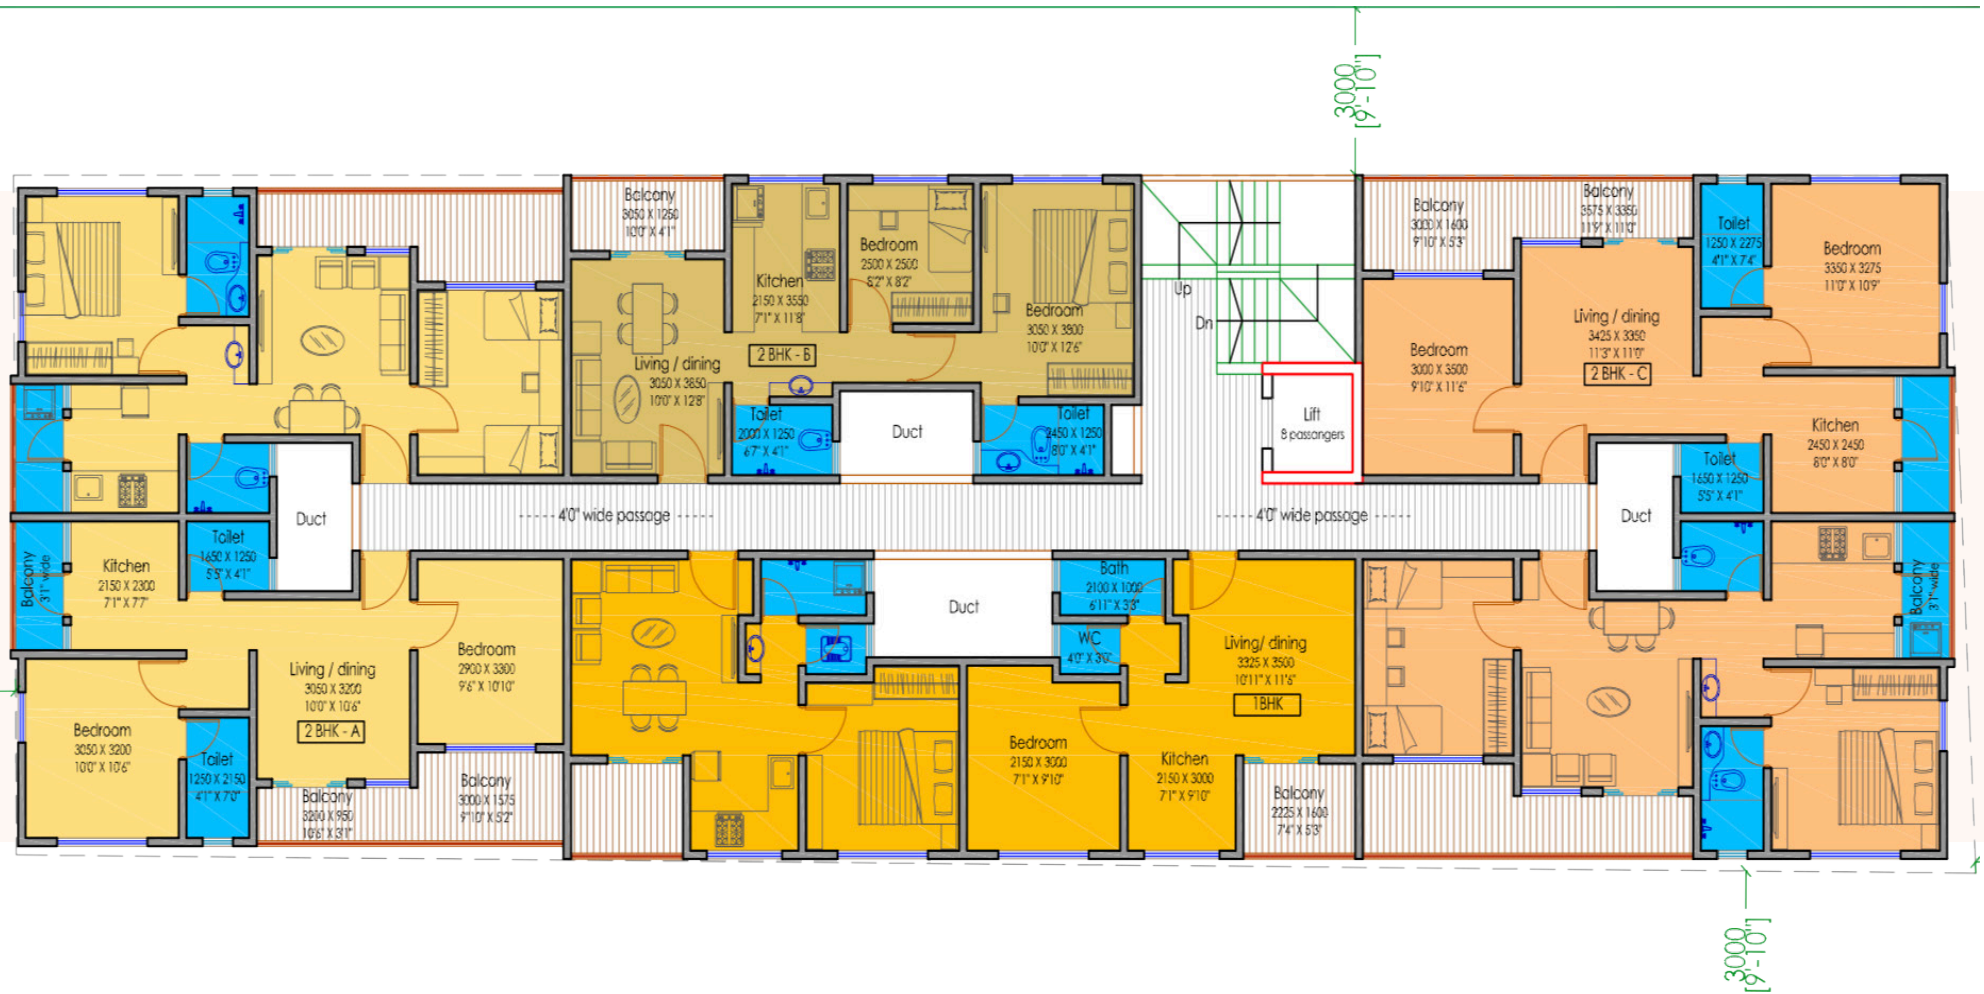 3000
[9'-10"]
Balcony
3050 X 1250
10'0" X 4'1"
Kitchen
2150 X 3550
7'1" X 11'8"
Bedroom
2500 X 2500
8'2" X 8'2"
Bedroom
3050 X 3800
10'0" X 12'6"
Living / dining
3050 X 3850
10'0" X 12'8"
2 BHK - B
Toilet
2000 X 1250
6'7" X 4'1"
Duct
Toilet
2450 X 1250
8'0" X 4'1"
Up
Dn
Lift
8 passangers
Balcony
3000 X 1600
9'10" X 5'3"
Balcony
3575 X 3350
11'9" X 11'0"
Toilet
1250 X 2275
4'1" X 7'4"
Bedroom
3350 X 3275
11'0" X 10'9"
Living / dining
3425 X 3350
11'3" X 11'0"
2 BHK - C
Bedroom
3000 X 3500
9'10" X 11'6"
Kitchen
2450 X 2450
8'0" X 8'0"
Toilet
1650 X 1250
5'5" X 4'1"
Duct
Duct
4'0" wide passage
4'0" wide passage
Balcony
3'1" wide
Kitchen
2150 X 2300
7'1" X 7'7"
Toilet
1650 X 1250
5'5" X 4'1"
Bedroom
3050 X 3200
10'0" X 10'6"
Toilet
1250 X 2150
4'1" X 7'0"
Living / dining
3050 X 3200
10'0" X 10'6"
2 BHK - A
Bedroom
2900 X 3300
9'6" X 10'10"
Balcony
3200 X 950
10'6" X 3'1"
Balcony
3000 X 1575
9'10" X 5'2"
Duct
Bath
2100 X 1000
6'11" X 3'3"
WC
4'0" X 3'0"
Living/ dining
3325 X 3500
10'11" X 11'6"
1BHK
Bedroom
2150 X 3000
7'1" X 9'10"
Kitchen
2150 X 3000
7'1" X 9'10"
Balcony
2225 X 1600
7'4" X 5'3"
Balcony
3'1" wide
3000
[9'-10"]